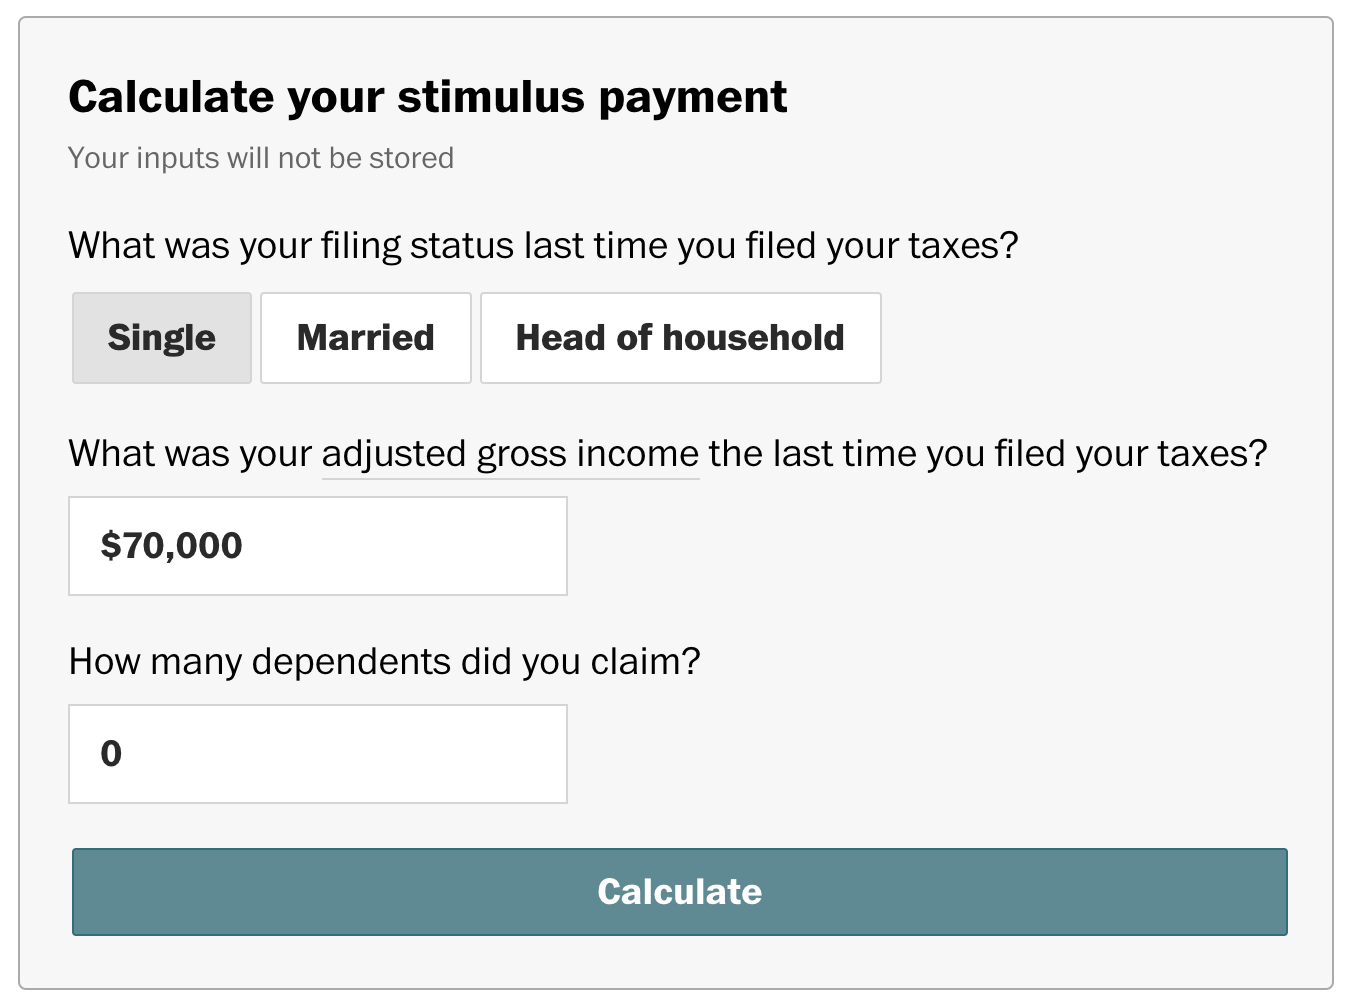 Calculate your stimulus payment
Your inputs will not be stored
What was your filing status last time you filed your taxes?
Single Married Head of household
What was your adjusted gross income the last time you filed your taxes?
$70,000
How many dependents did you claim?
0
Calculate